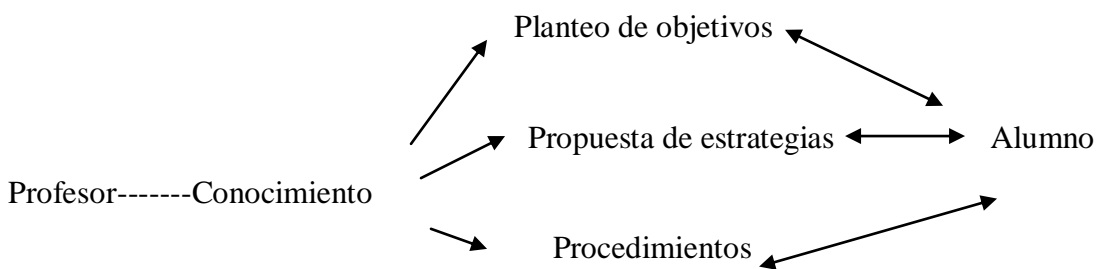 Planteo de objetivos
Propuesta de estrategias
Alumno
Profesor-------Conocimiento
Procedimientos